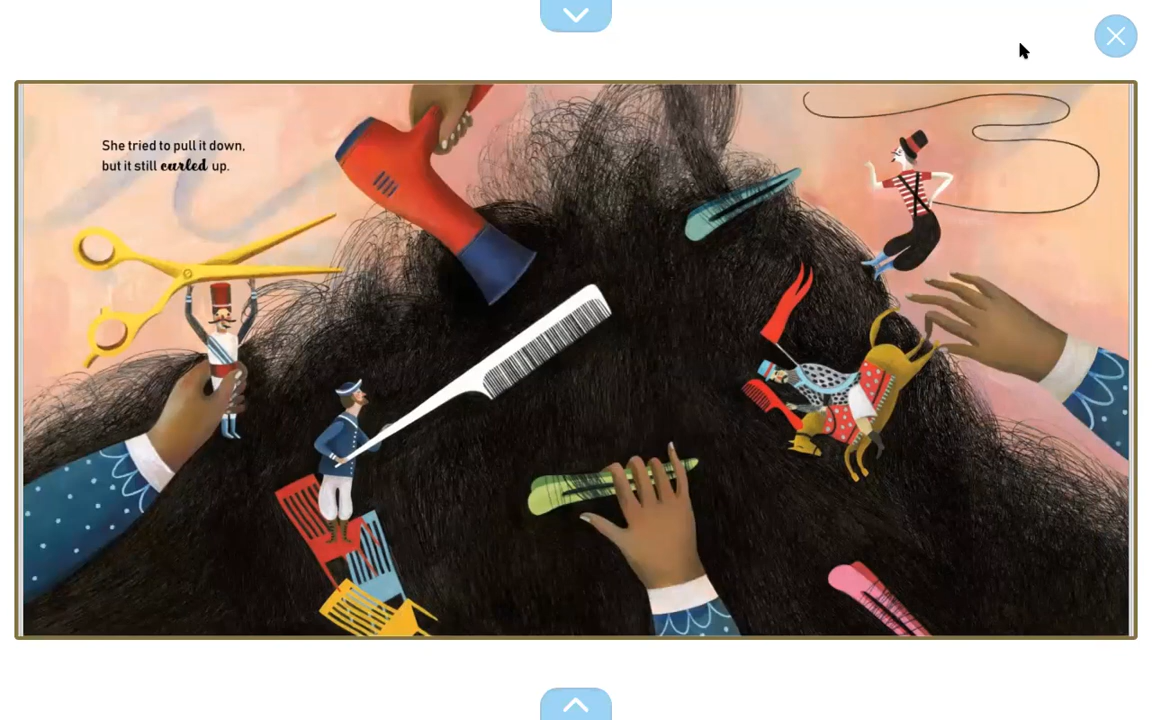 She tried to pull it down,
but it still curled up.